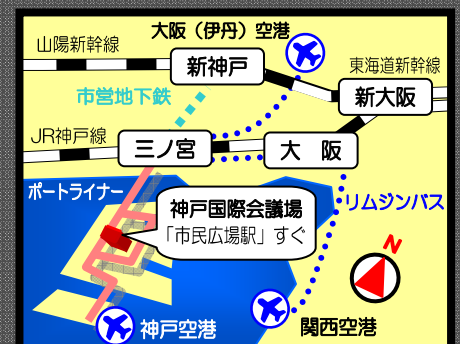 大阪（伊丹）空港
山陽新幹線
新神戸
東海道新幹線
新大阪
市営地下鉄
JR神戸線
三ノ宮
大　阪
ポートライナー
神戸国際会議場
「市民広場駅」すぐ
リムジンバス
N
神戸空港
関西空港